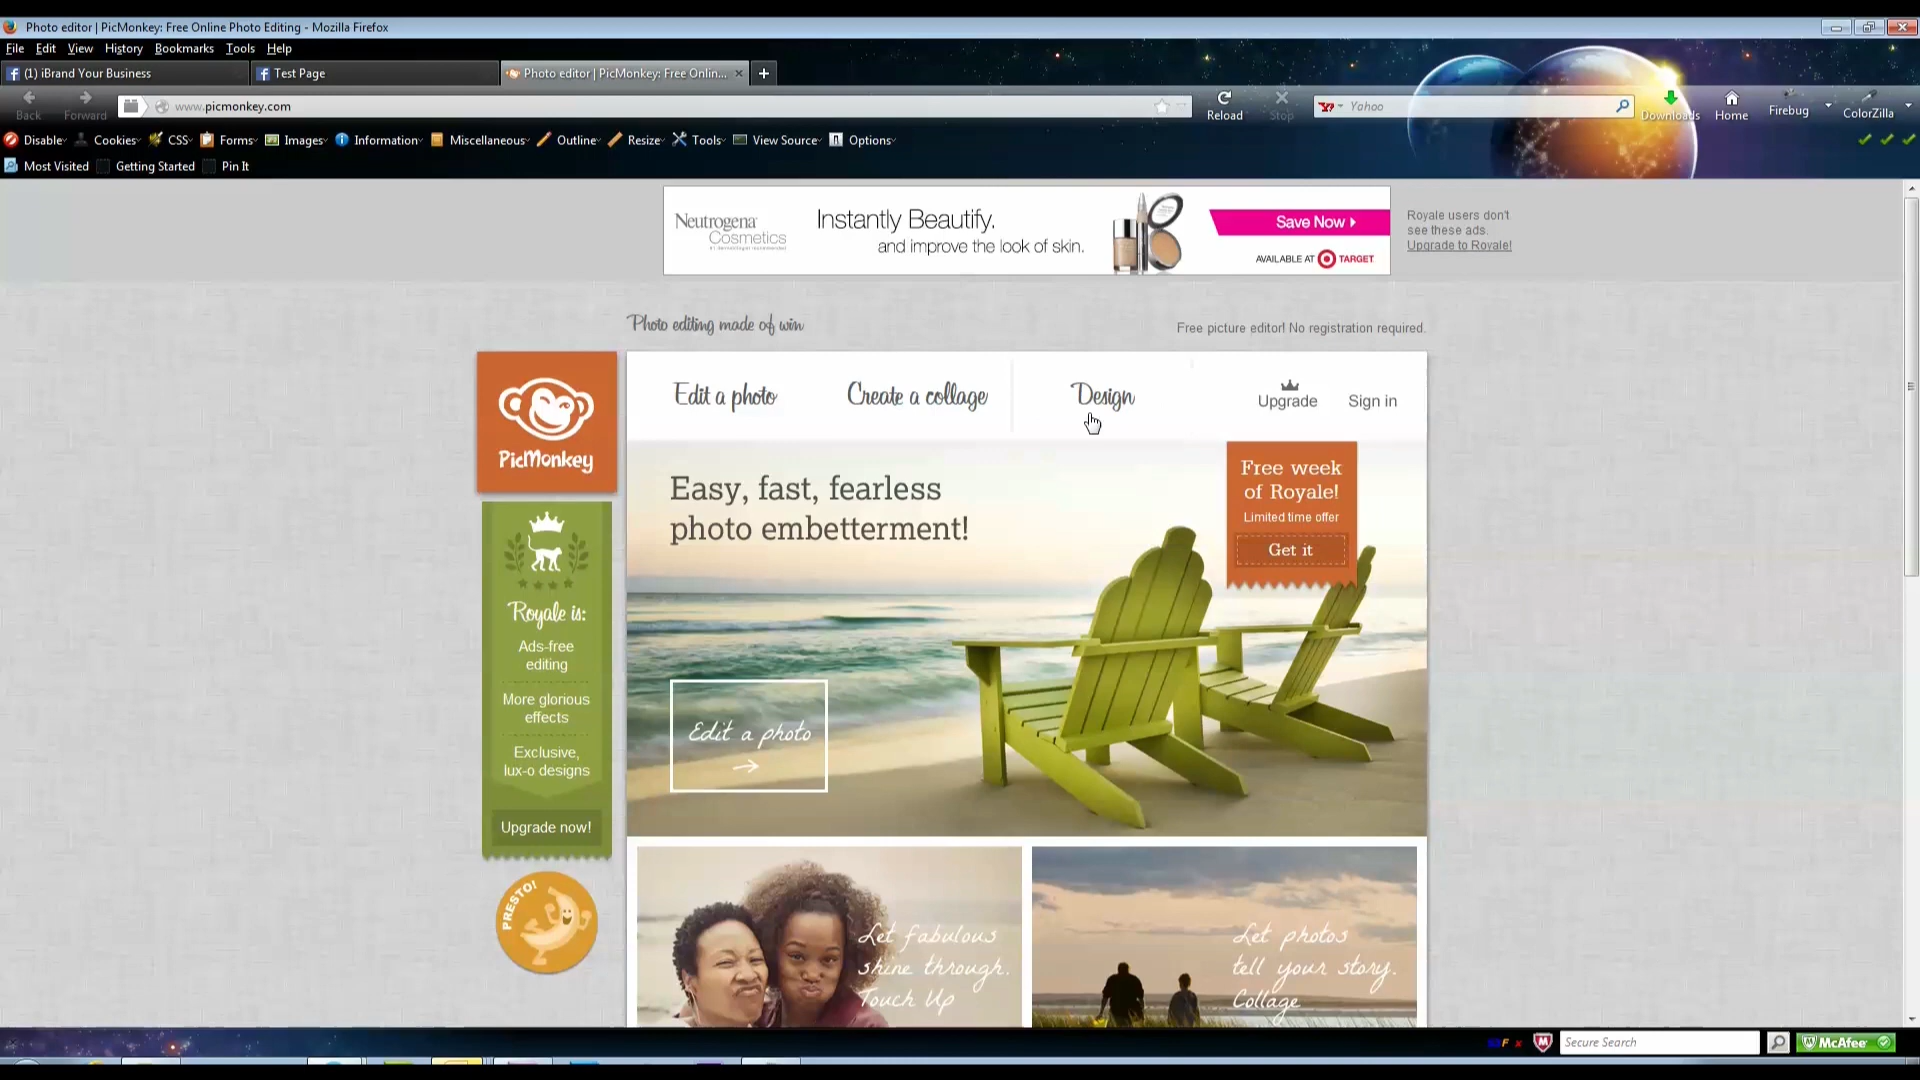 Photo editor | PicMonkey: Free Online Photo Editing - Mozilla Firefox
File Edit View History Bookmarks Tools Help
(1) iBrand Your Business
Test Page
Photo editor | PicMonkey: Free Onlin...
Back Forward
www.picmonkey.com
Reload Stop
Yahoo
Downloads Home Firebug ColorZilla
Disable Cookies CSS Forms Images Information Miscellaneous Outline Resize Tools View Source Options
Most Visited Getting Started Pin It
Neutrogena
Cosmetics
Instantly Beautify.
and improve the look of skin.
Save Now
AVAILABLE AT TARGET
Royale users don't
see these ads.
Upgrade to Royale!
Photo editing made of win
Free picture editor! No registration required.
PicMonkey
Edit a photo Create a collage Design Upgrade Sign in
Easy, fast, fearless
photo embetterment!
Free week
of Royale!
Limited time offer
Get it
Royale is:
Ads-free
editing
More glorious
effects
Exclusive,
lux-o designs
Upgrade now!
Edit a photo
PRESTO!
Let fabulous
shine through.
Touch Up
Let photos
tell your story.
Collage
Secure Search
McAfee